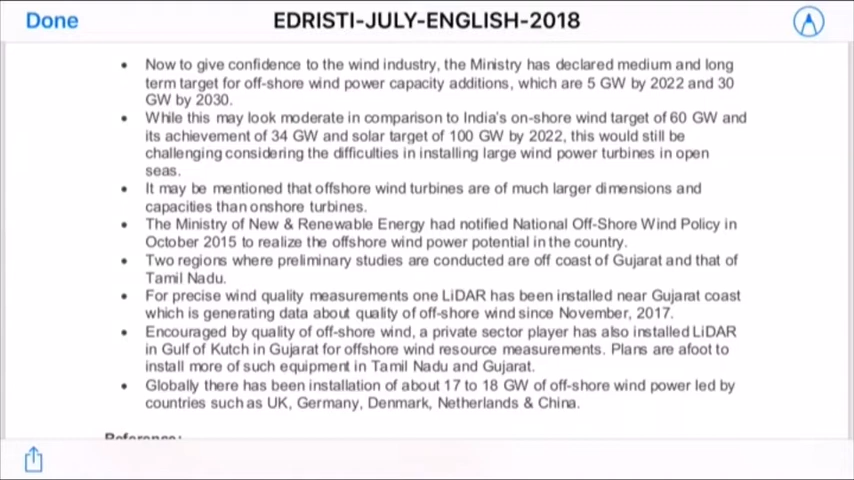 Done
EDRISTI-JULY-ENGLISH-2018
• Now to give confidence to the wind industry, the Ministry has declared medium and long
term target for off-shore wind power capacity additions, which are 5 GW by 2022 and 30
GW by 2030.
• While this may look moderate in comparison to India's on-shore wind target of 60 GW and
its achievement of 34 GW and solar target of 100 GW by 2022, this would still be
challenging considering the difficulties in installing large wind power turbines in open
seas.
• It may be mentioned that offshore wind turbines are of much larger dimensions and
capacities than onshore turbines.
• The Ministry of New & Renewable Energy had notified National Off-Shore Wind Policy in
October 2015 to realize the offshore wind power potential in the country.
• Two regions where preliminary studies are conducted are off coast of Gujarat and that of
Tamil Nadu.
• For precise wind quality measurements one LiDAR has been installed near Gujarat coast
which is generating data about quality of off-shore wind since November, 2017.
• Encouraged by quality of off-shore wind, a private sector player has also installed LiDAR
in Gulf of Kutch in Gujarat for offshore wind resource measurements. Plans are afoot to
install more of such equipment in Tamil Nadu and Gujarat.
• Globally there has been installation of about 17 to 18 GW of off-shore wind power led by
countries such as UK, Germany, Denmark, Netherlands & China.
Reference: